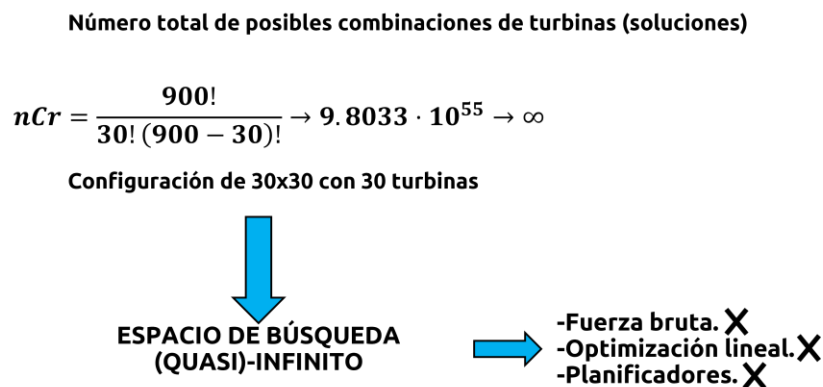 Número total de posibles combinaciones de turbinas (soluciones)
nCr = 900! / 30! (900 − 30)! → 9.8033 · 10^55 → ∞
Configuración de 30x30 con 30 turbinas
ESPACIO DE BÚSQUEDA
(QUASI)-INFINITO
-Fuerza bruta. X
-Optimización lineal. X
-Planificadores. X